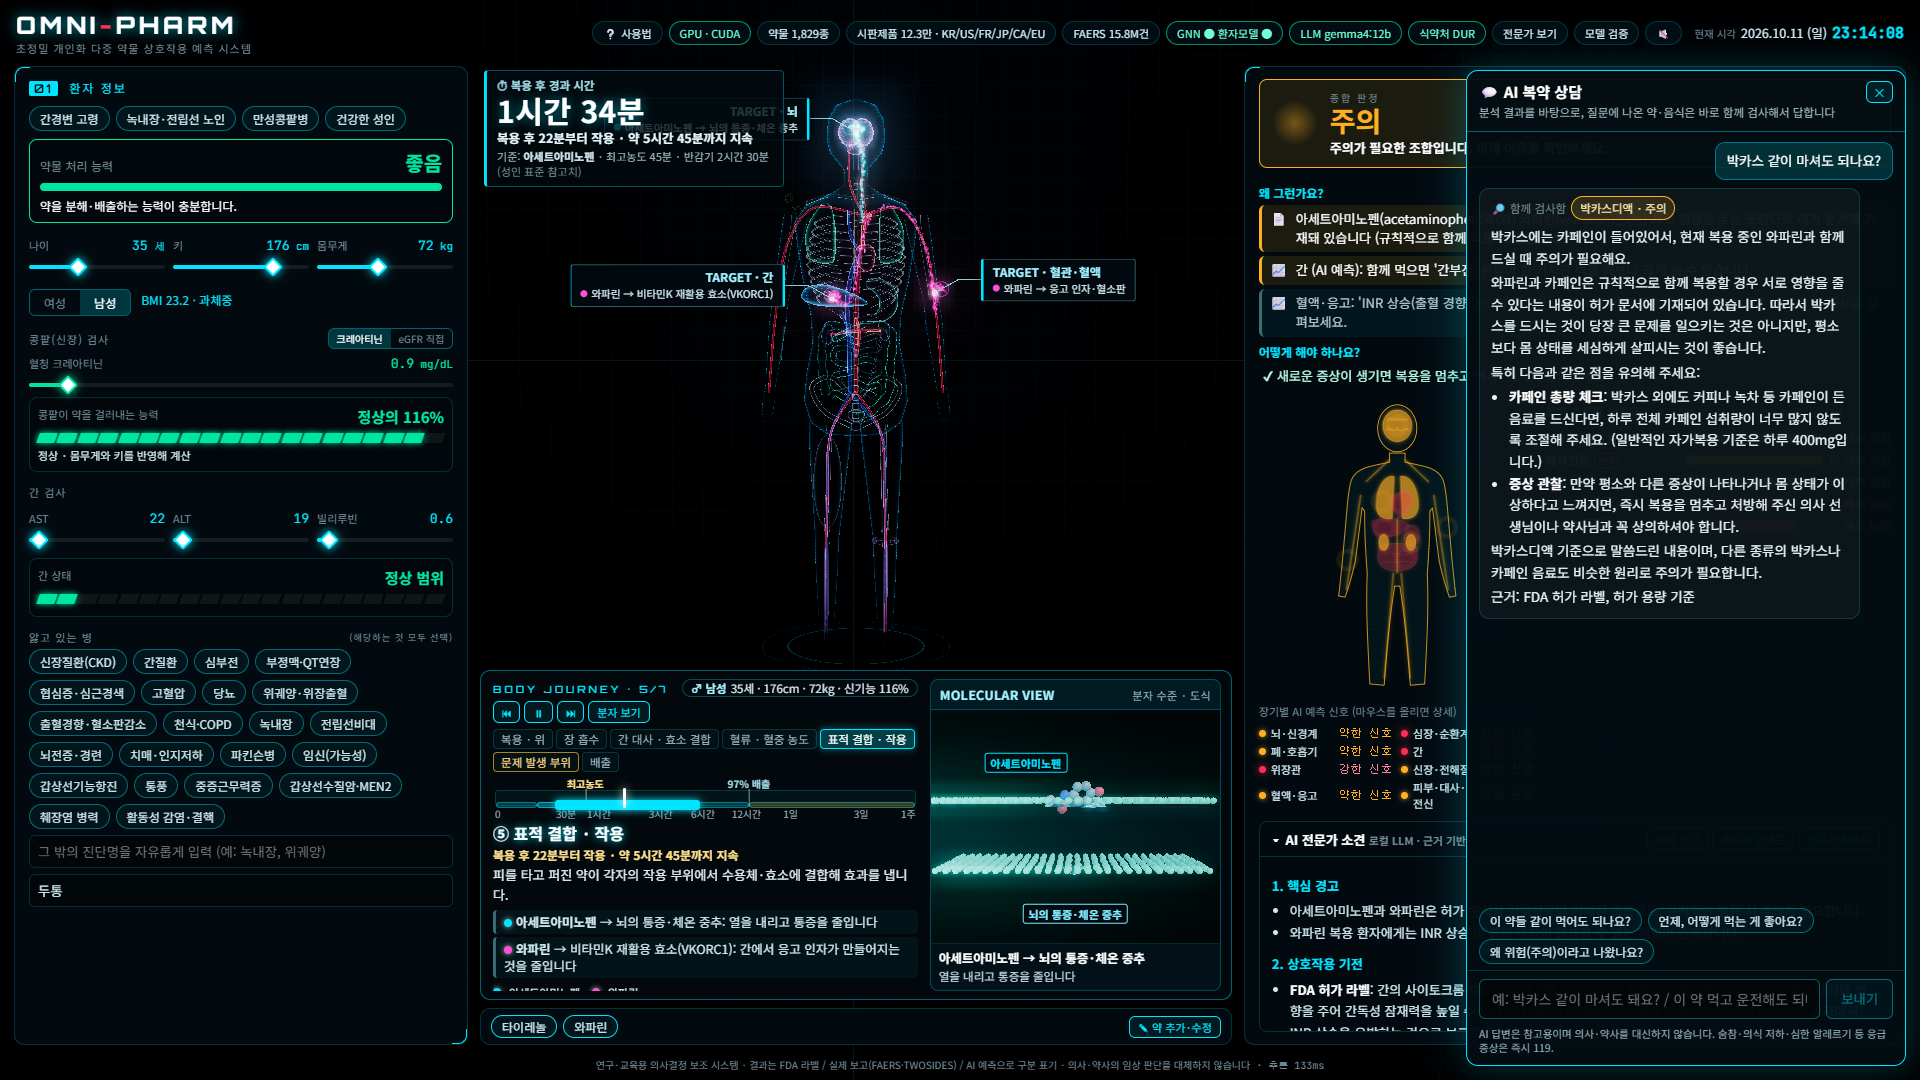 OMNI-PHARM
초정밀 개인화 다중 약물 상호작용 예측 시스템
? 사용법
GPU · CUDA
약물 1,829종
시판제품 12.3만 · KR/US/FR/JP/CA/EU
FAERS 15.8M건
GNN 환자모델
LLM gemma4:12b
식약처 DUR
전문가 보기
모델 검증
현재 시각 2026.10.11 (일) 23:14:08
01 환자 정보
간경변 고령
녹내장·전립선 노인
만성콩팥병
건강한 성인
약물 처리 능력
좋음
약을 분해·배출하는 능력이 충분합니다.
나이 35 세
키 176 cm
몸무게 72 kg
여성 남성
BMI 23.2 · 과체중
콩팥(신장) 검사
크레아티닌 eGFR 직접
혈청 크레아티닌 0.9 mg/dL
콩팥이 약을 걸러내는 능력
정상의 116%
정상 · 몸무게와 키를 반영해 계산
간 검사
AST 22
ALT 19
빌리루빈 0.6
간 상태
정상 범위
앓고 있는 병
(해당하는 것 모두 선택)
신장질환(CKD) 간질환 심부전 부정맥·QT연장
협심증·심근경색 고혈압 당뇨 위궤양·위장출혈
출혈경향·혈소판감소 천식·COPD 녹내장 전립선비대
뇌전증·경련 치매·인지저하 파킨슨병 임신(가능성)
갑상선기능항진 통풍 중증근무력증 갑상선수질암·MEN2
췌장염 병력 활동성 감염·결핵
그 밖의 진단명을 자유롭게 입력 (예: 녹내장, 위궤양)
두통
복용 후 경과 시간
1시간 34분
복용 후 22분부터 작용 · 약 5시간 45분까지 지속
기준: 아세트아미노펜 · 최고농도 45분 · 반감기 2시간 30분
(성인 표준 참고치)
TARGET · 뇌
아세트아미노펜 → 뇌의 통증·체온 중추
TARGET · 간
와파린 → 비타민K 재활용 효소(VKORC1)
TARGET · 혈관·혈액
와파린 → 응고 인자·혈소판
BODY JOURNEY · 5/7
♂ 남성 35세 · 176cm · 72kg · 신기능 116%
분자 보기
복용 · 위
장 흡수
간 대사 · 효소 결합
혈류 · 혈중 농도
표적 결합 · 작용
문제 발생 부위
배출
최고농도
97% 배출
0 30분 1시간 3시간 6시간 12시간 1일 3일 1주
⑤ 표적 결합 · 작용
복용 후 22분부터 작용 · 약 5시간 45분까지 지속
피를 타고 퍼진 약이 각자의 작용 부위에서 수용체·효소에 결합해 효과를 냅니
다.
아세트아미노펜 → 뇌의 통증·체온 중추: 열을 내리고 통증을 줄입니다
와파린 → 비타민K 재활용 효소(VKORC1): 간에서 응고 인자가 만들어지는
것을 줄입니다
MOLECULAR VIEW
분자 수준 · 도식
아세트아미노펜
뇌의 통증·체온 중추
아세트아미노펜 → 뇌의 통증·체온 중추
열을 내리고 통증을 줄입니다
타이레놀
와파린
약 추가·수정
종합 판정
주의
주의가 필요한 조합입니다
왜 그런가요?
아세트아미노펜(acetaminophe
재돼 있습니다 (규칙적으로 함께
간 (AI 예측): 함께 먹으면 '간부전
혈액·응고: 'INR 상승(출혈 경향
펴보세요.
어떻게 해야 하나요?
✓ 새로운 증상이 생기면 복용을 멈추고
장기별 AI 예측 신호 (마우스를 올리면 상세)
뇌·신경계 약한 신호
심장·순환계
폐·호흡기 약한 신호
간
위장관 강한 신호
신장·전해질
혈액·응고 약한 신호
피부·대사·
전신
AI 전문가 소견 로컬 LLM · 근거 기반
1. 핵심 경고
아세트아미노펜과 와파린은 허가
와파린 복용 환자에게는 INR 상승
2. 상호작용 기전
FDA 허가 라벨: 간의 사이토크롬
향을 주어 간독성 잠재력을 높일
AI 복약 상담
분석 결과를 바탕으로, 질문에 나온 약·음식은 바로 함께 검사해서 답합니다
박카스 같이 마셔도 되나요?
함께 검사함 박카스디액 · 주의
박카스에는 카페인이 들어있어서, 현재 복용 중인 와파린과 함께
드실 때 주의가 필요해요.
와파린과 카페인은 규칙적으로 함께 복용할 경우 서로 영향을 줄
수 있다는 내용이 허가 문서에 기재되어 있습니다. 따라서 박카
스를 드시는 것이 당장 큰 문제를 일으키는 것은 아니지만, 평소
보다 몸 상태를 세심하게 살피시는 것이 좋습니다.
특히 다음과 같은 점을 유의해 주세요:
카페인 총량 체크: 박카스 외에도 커피나 녹차 등 카페인이 든
음료를 드신다면, 하루 전체 카페인 섭취량이 너무 많지 않도
록 조절해 주세요. (일반적인 자가복용 기준은 하루 400mg입
니다.)
증상 관찰: 만약 평소와 다른 증상이 나타나거나 몸 상태가 이
상하다고 느껴지면, 즉시 복용을 멈추고 처방해 주신 의사 선
생님이나 약사님과 꼭 상의하셔야 합니다.
박카스디액 기준으로 말씀드린 내용이며, 다른 종류의 박카스나
카페인 음료도 비슷한 원리로 주의가 필요합니다.
근거: FDA 허가 라벨, 허가 용량 기준
이 약들 같이 먹어도 되나요?
언제, 어떻게 먹는 게 좋아요?
왜 위험(주의)이라고 나왔나요?
예: 박카스 같이 마셔도 돼요? / 이 약 먹고 운전해도 되
보내기
AI 답변은 참고용이며 의사·약사를 대신하지 않습니다. 숨참·의식 저하·심한 알레르기 등 응급
증상은 즉시 119.
연구·교육용 의사결정 보조 시스템 · 결과는 FDA 라벨 / 실제 보고(FAERS·TWOSIDES) / AI 예측으로 구분 표기 · 의사·약사의 임상 판단을 대체하지 않습니다 · 추론 133ms